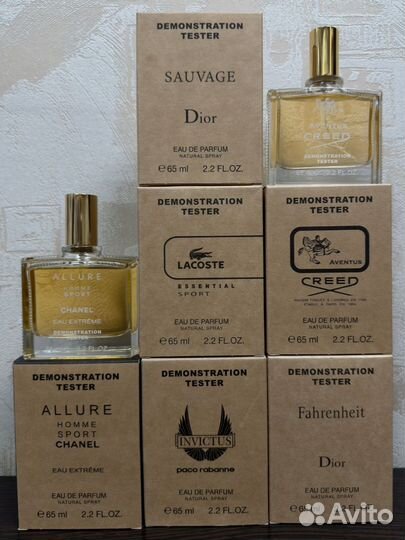 DEMONSTRATION
TESTER
SAUVAGE
Dior
EAU DE PARFUM
NATURAL SPRAY
℮ 65 ml 2.2 FL.OZ.
AVENTUS
CREED
DEMONSTRATION
TESTER
ALLURE
HOMME
SPORT
CHANEL
EAU EXTRÊME
DEMONSTRATION
TESTER
DEMONSTRATION
TESTER
LACOSTE
ESSENTIAL
SPORT
EAU DE PARFUM
NATURAL SPRAY
℮ 65 ml 2.2 FL.OZ.
DEMONSTRATION
TESTER
AVENTUS
CREED
EAU DE PARFUM
NATURAL SPRAY
℮ 65 ml 2.2 FL.OZ.
DEMONSTRATION
TESTER
ALLURE
HOMME
SPORT
CHANEL
EAU EXTRÊME
EAU DE PARFUM
NATURAL SPRAY
℮ 65 ml 2.2 FL.OZ.
DEMONSTRATION
TESTER
INVICTUS
paco rabanne
EAU DE PARFUM
NATURAL SPRAY
℮ 65 ml 2.2 FL.OZ.
DEMONSTRATION
TESTER
Fahrenheit
Dior
EAU DE PARFUM
NATURAL SPRAY
Avito